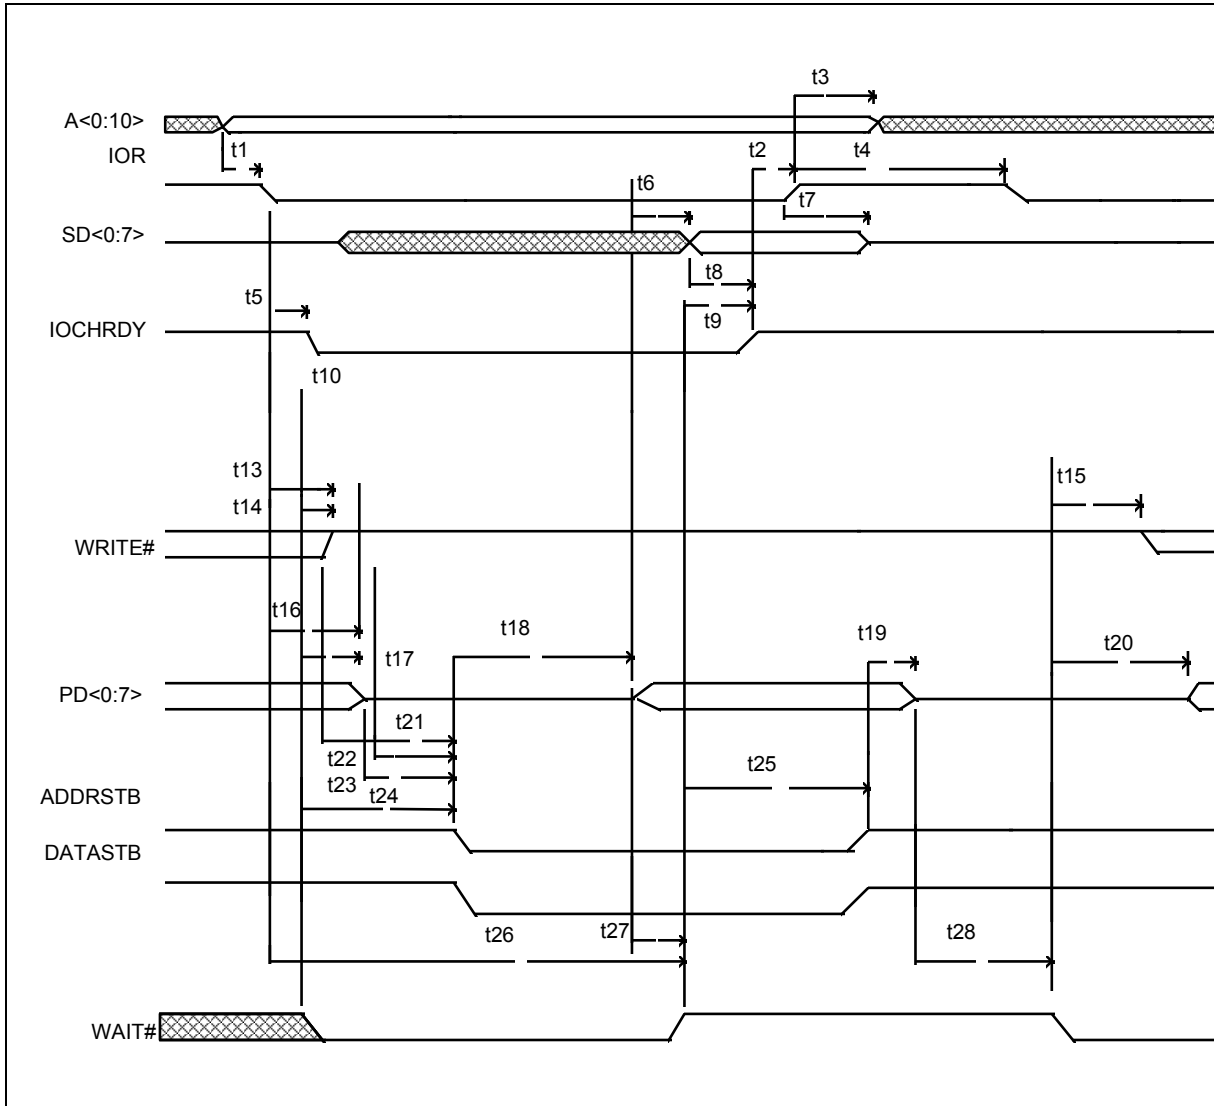 t3
A<0:10>
t1
t2
t4
IOR
t6
t7
SD<0:7>
t8
t5
t9
IOCHRDY
t10
t13
t15
t14
WRITE#
t16
t18
t19
t20
t17
PD<0:7>
t21
t22
t25
t23
t24
ADDRSTB
DATASTB
t26
t27
t28
WAIT#